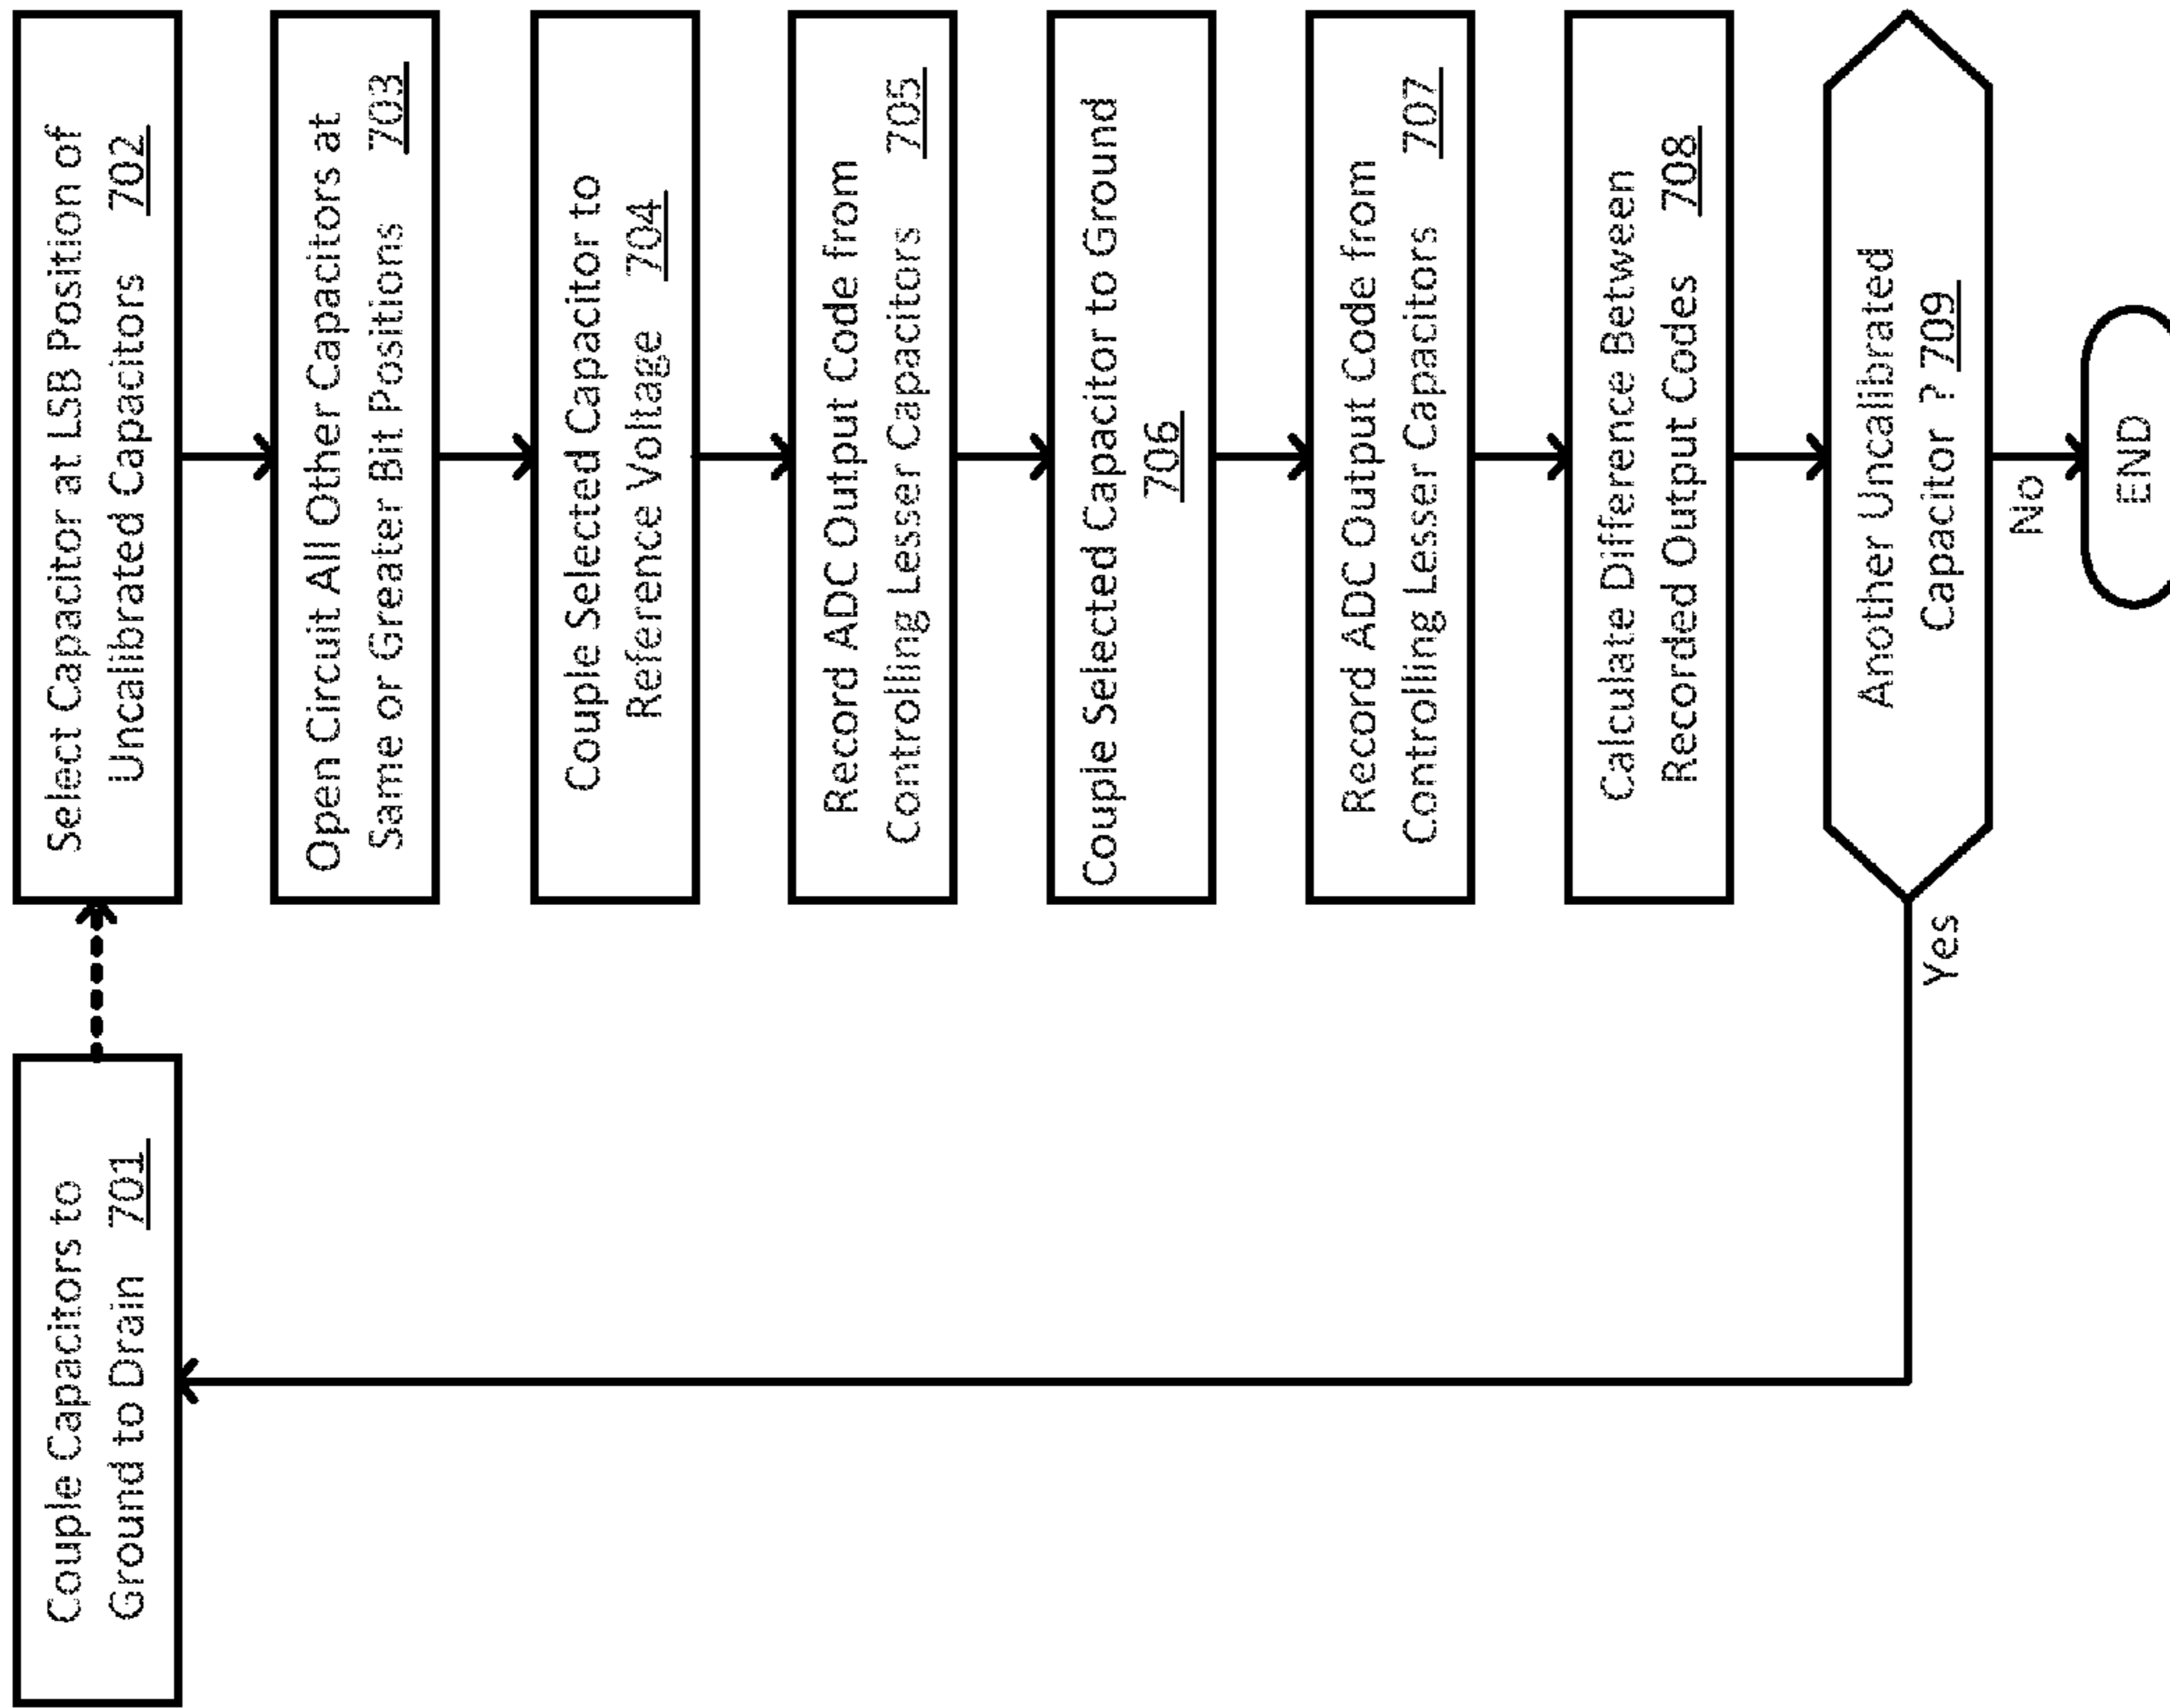 Couple Capacitors to
Ground to Drain 701
Select Capacitor at LSB Position of
Uncalibrated Capacitors 702
Open Circuit All Other Capacitors at
Same or Greater Bit Positions 703
Couple Selected Capacitor to
Reference Voltage 704
Record ADC Output Code from
Controlling Lesser Capacitors 705
Couple Selected Capacitor to Ground
706
Record ADC Output Code from
Controlling Lesser Capacitors 707
Calculate Difference Between
Recorded Output Codes 708
Another Uncalibrated
Capacitor ? 709
Yes
No
END